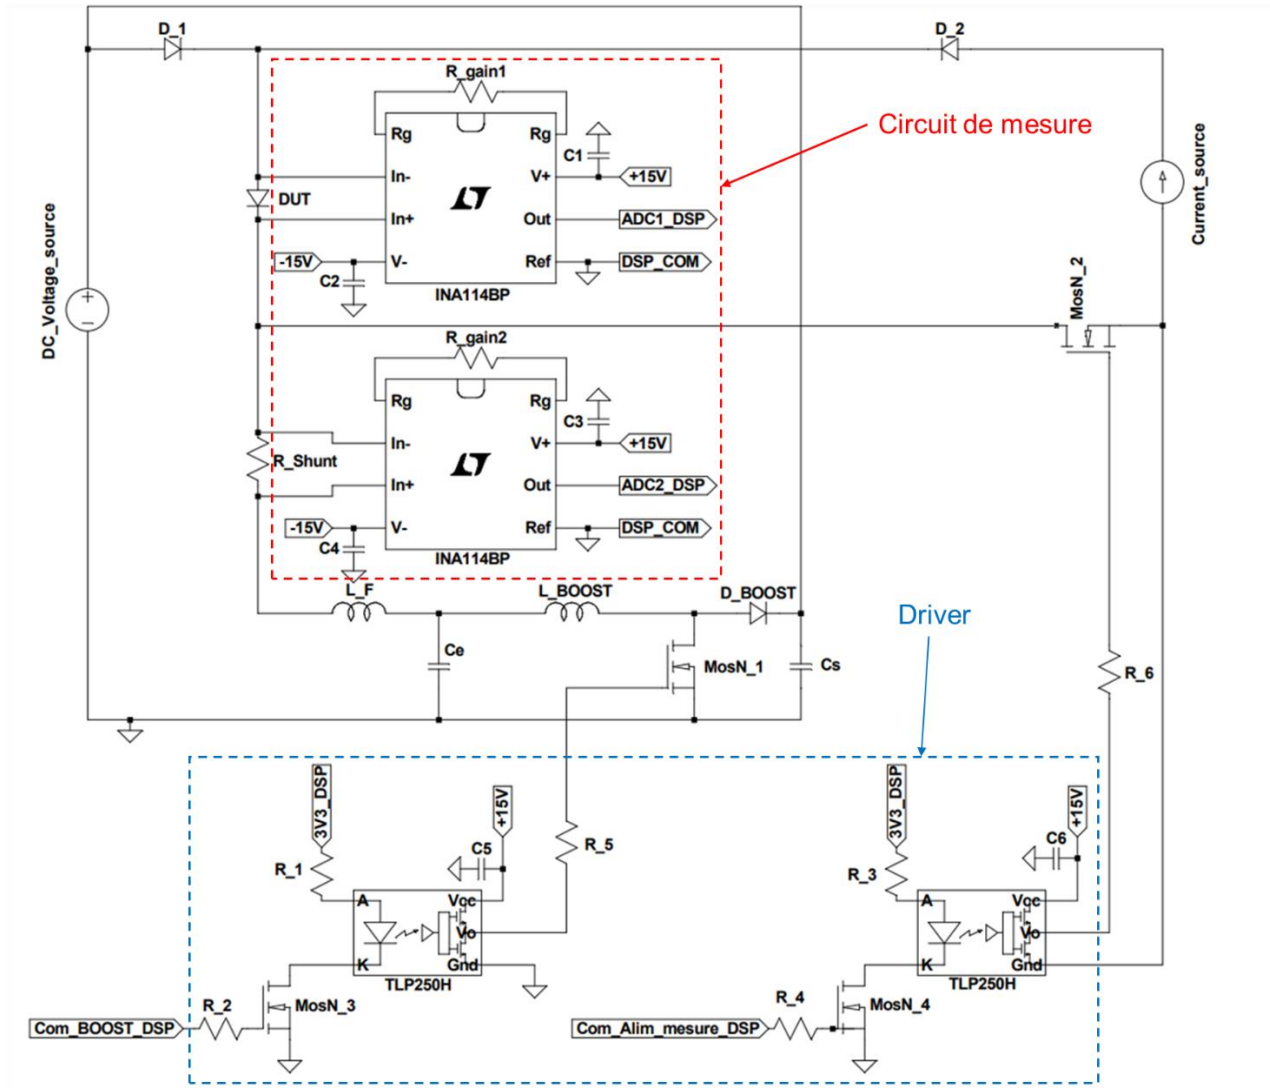 D_1
D_2
R_gain1
Circuit de mesure
Rg
Rg
C1
In-
V+
+15V
DUT
In+
Out
ADC1_DSP
-15V
V-
Ref
DSP_COM
C2
INA114BP
DC_Voltage_source
Current_source
MosN_2
R_gain2
Rg
Rg
C3
In-
V+
+15V
R_Shunt
In+
Out
ADC2_DSP
-15V
V-
Ref
DSP_COM
C4
INA114BP
L_F
L_BOOST
D_BOOST
Driver
Ce
MosN_1
Cs
R_6
3V3_DSP
+15V
3V3_DSP
+15V
C5
R_5
C6
R_1
R_3
A
Vcc
Vo
K
Gnd
TLP250H
A
Vcc
Vo
K
Gnd
TLP250H
R_2
MosN_3
R_4
MosN_4
Com_BOOST_DSP
Com_Alim_mesure_DSP